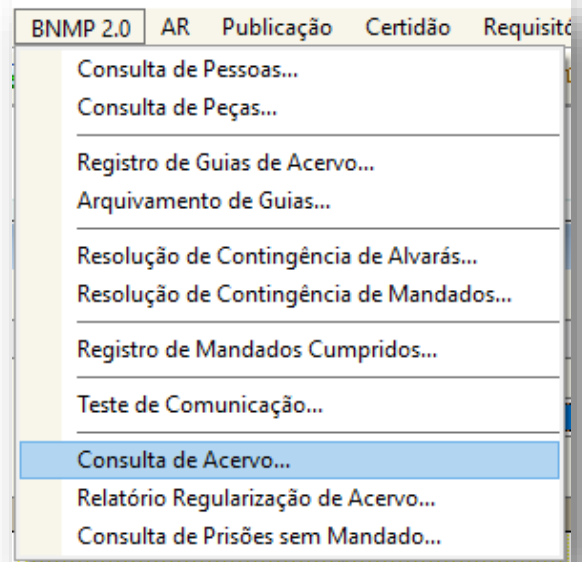 BNMP 2.0 AR Publicação Certidão
Consulta de Pessoas...
Consulta de Peças...
Registro de Guias de Acervo...
Arquivamento de Guias...
Resolução de Contingência de Alvarás...
Resolução de Contingência de Mandados...
Registro de Mandados Cumpridos...
Teste de Comunicação...
Consulta de Acervo...
Relatório Regularização de Acervo...
Consulta de Prisões sem Mandado...